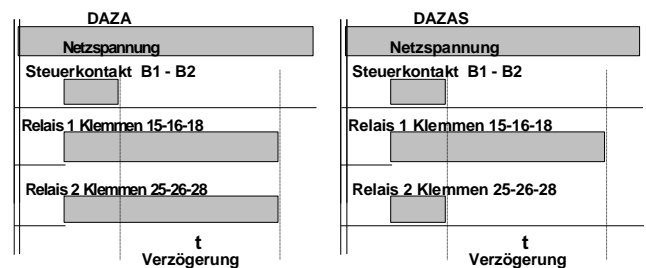 DAZA
Netzspannung
Steuerkontakt B1 - B2
Relais 1 Klemmen 15-16-18
Relais 2 Klemmen 25-26-28
t
Verzögerung
DAZAS
Netzspannung
Steuerkontakt B1 - B2
Relais 1 Klemmen 15-16-18
Relais 2 Klemmen 25-26-28
t
Verzögerung